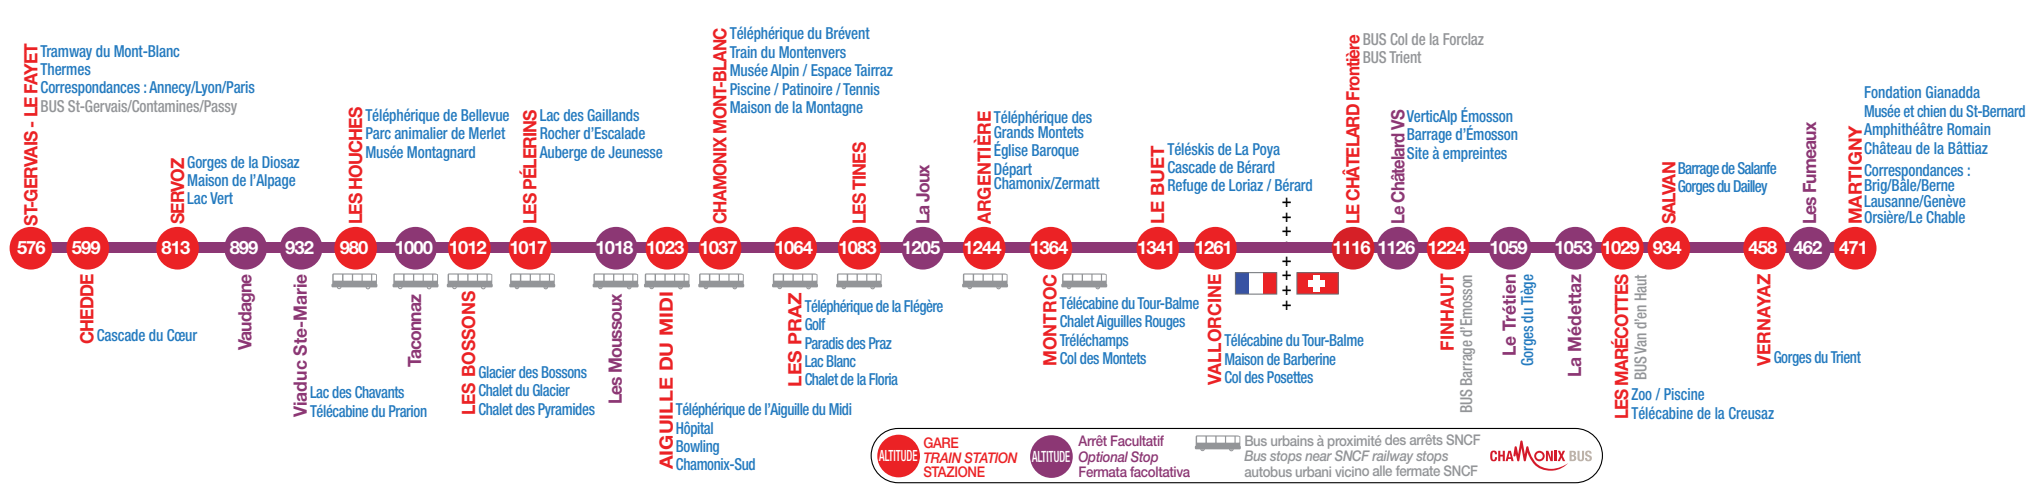 ST-GERVAIS - LE FAYET
Tramway du Mont-Blanc
Thermes
Correspondances : Annecy/Lyon/Paris
BUS St-Gervais/Contamines/Passy
576
599
CHEDDE
Cascade du Cœur
SERVOZ
Gorges de la Diosaz
Maison de l'Alpage
Lac Vert
813
899
Vaudagne
932
Viaduc Ste-Marie
Lac des Chavants
Télécabine du Prarion
LES HOUCHES
Téléphérique de Bellevue
Parc animalier de Merlet
Musée Montagnard
980
1000
Taconnaz
1012
LES BOSSONS
Glacier des Bossons
Chalet du Glacier
Chalet des Pyramides
LES PÉLERINS
Lac des Gaillands
Rocher d'Escalade
Auberge de Jeunesse
1017
1018
Les Moussoux
1023
AIGUILLE DU MIDI
Téléphérique de l'Aiguille du Midi
Hôpital
Bowling
Chamonix-Sud
CHAMONIX MONT-BLANC
Téléphérique du Brévent
Train du Montenvers
Musée Alpin / Espace Tairraz
Piscine / Patinoire / Tennis
Maison de la Montagne
1037
1064
LES PRAZ
Téléphérique de la Flégère
Golf
Paradis des Praz
Lac Blanc
Chalet de la Floria
LES TINES
1083
La Joux
1205
ARGENTIÈRE
Téléphérique des
Grands Montets
Église Baroque
Départ
Chamonix/Zermatt
1244
1364
MONTROC
Télécabine du Tour-Balme
Chalet Aiguilles Rouges
Tréléchamps
Col des Montets
LE BUET
Téléskis de La Poya
Cascade de Bérard
Refuge de Loriaz / Bérard
1341
1261
VALLORCINE
Télécabine du Tour-Balme
Maison de Barberine
Col des Posettes
LE CHÂTELARD Frontière
BUS Col de la Forclaz
BUS Trient
1116
Le Châtelard VS
VerticAlp Émosson
Barrage d'Émosson
Site à empreintes
1126
1224
FINHAUT
BUS Barrage d'Emosson
1059
Le Trétien
Gorges du Tiège
1053
La Médettaz
1029
LES MARÉCOTTES
BUS Van d'en Haut
Zoo / Piscine
Télécabine de la Creusaz
SALVAN
Barrage de Salanfe
Gorges du Dailley
934
458
VERNAYAZ
Gorges du Trient
Les Fumeaux
462
MARTIGNY
Fondation Gianadda
Musée et chien du St-Bernard
Amphithéâtre Romain
Château de la Bâttiaz
Correspondances :
Brig/Bâle/Berne
Lausanne/Genève
Orsière/Le Chable
471
ALTITUDE
GARE
TRAIN STATION
STAZIONE
ALTITUDE
Arrêt Facultatif
Optional Stop
Fermata facoltativa
Bus urbains à proximité des arrêts SNCF
Bus stops near SNCF railway stops
autobus urbani vicino alle fermate SNCF
CHAMONIX BUS